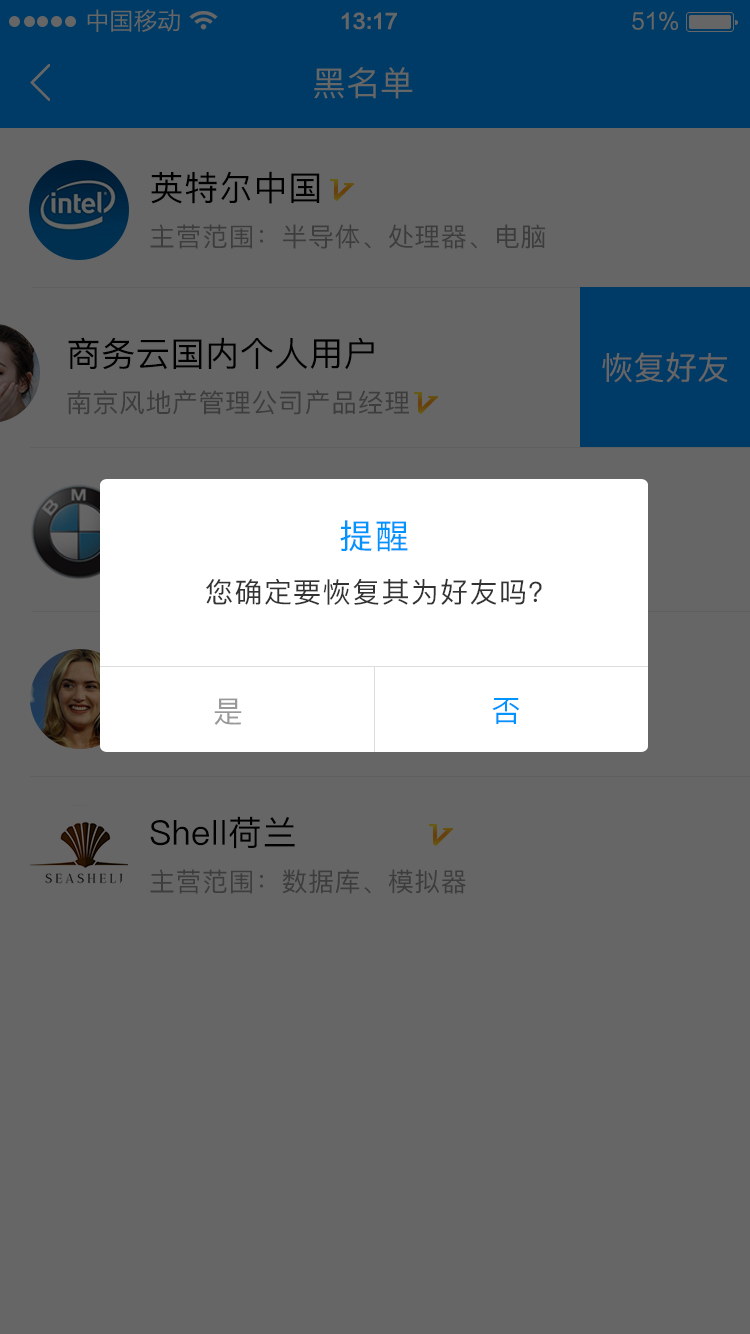 中国移动 13:17 51%
黑名单
intel
英特尔中国
主营范围：半导体、处理器、电脑
商务云国内个人用户
南京风地产管理公司产品经理
恢复好友
B M
提醒
您确定要恢复其为好友吗?
是 否
Shell荷兰
SEASHELL
主营范围：数据库、模拟器